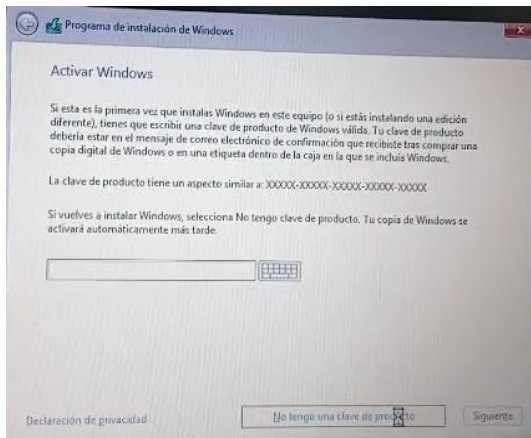 Programa de instalación de Windows
Activar Windows
Si esta es la primera vez que instalas Windows en este equipo (o si estás instalando una edición
diferente), tienes que escribir una clave de producto de Windows válida. Tu clave de producto
debería estar en el mensaje de correo electrónico de confirmación que recibiste tras comprar una
copia digital de Windows o en una etiqueta dentro de la caja en la que se incluía Windows.
La clave de producto tiene un aspecto similar a: XXXXX-XXXXX-XXXXX-XXXXX-XXXXX
Si vuelves a instalar Windows, selecciona No tengo clave de producto. Tu copia de Windows se
activará automáticamente más tarde.
Declaración de privacidad
No tengo una clave de producto
Siguiente